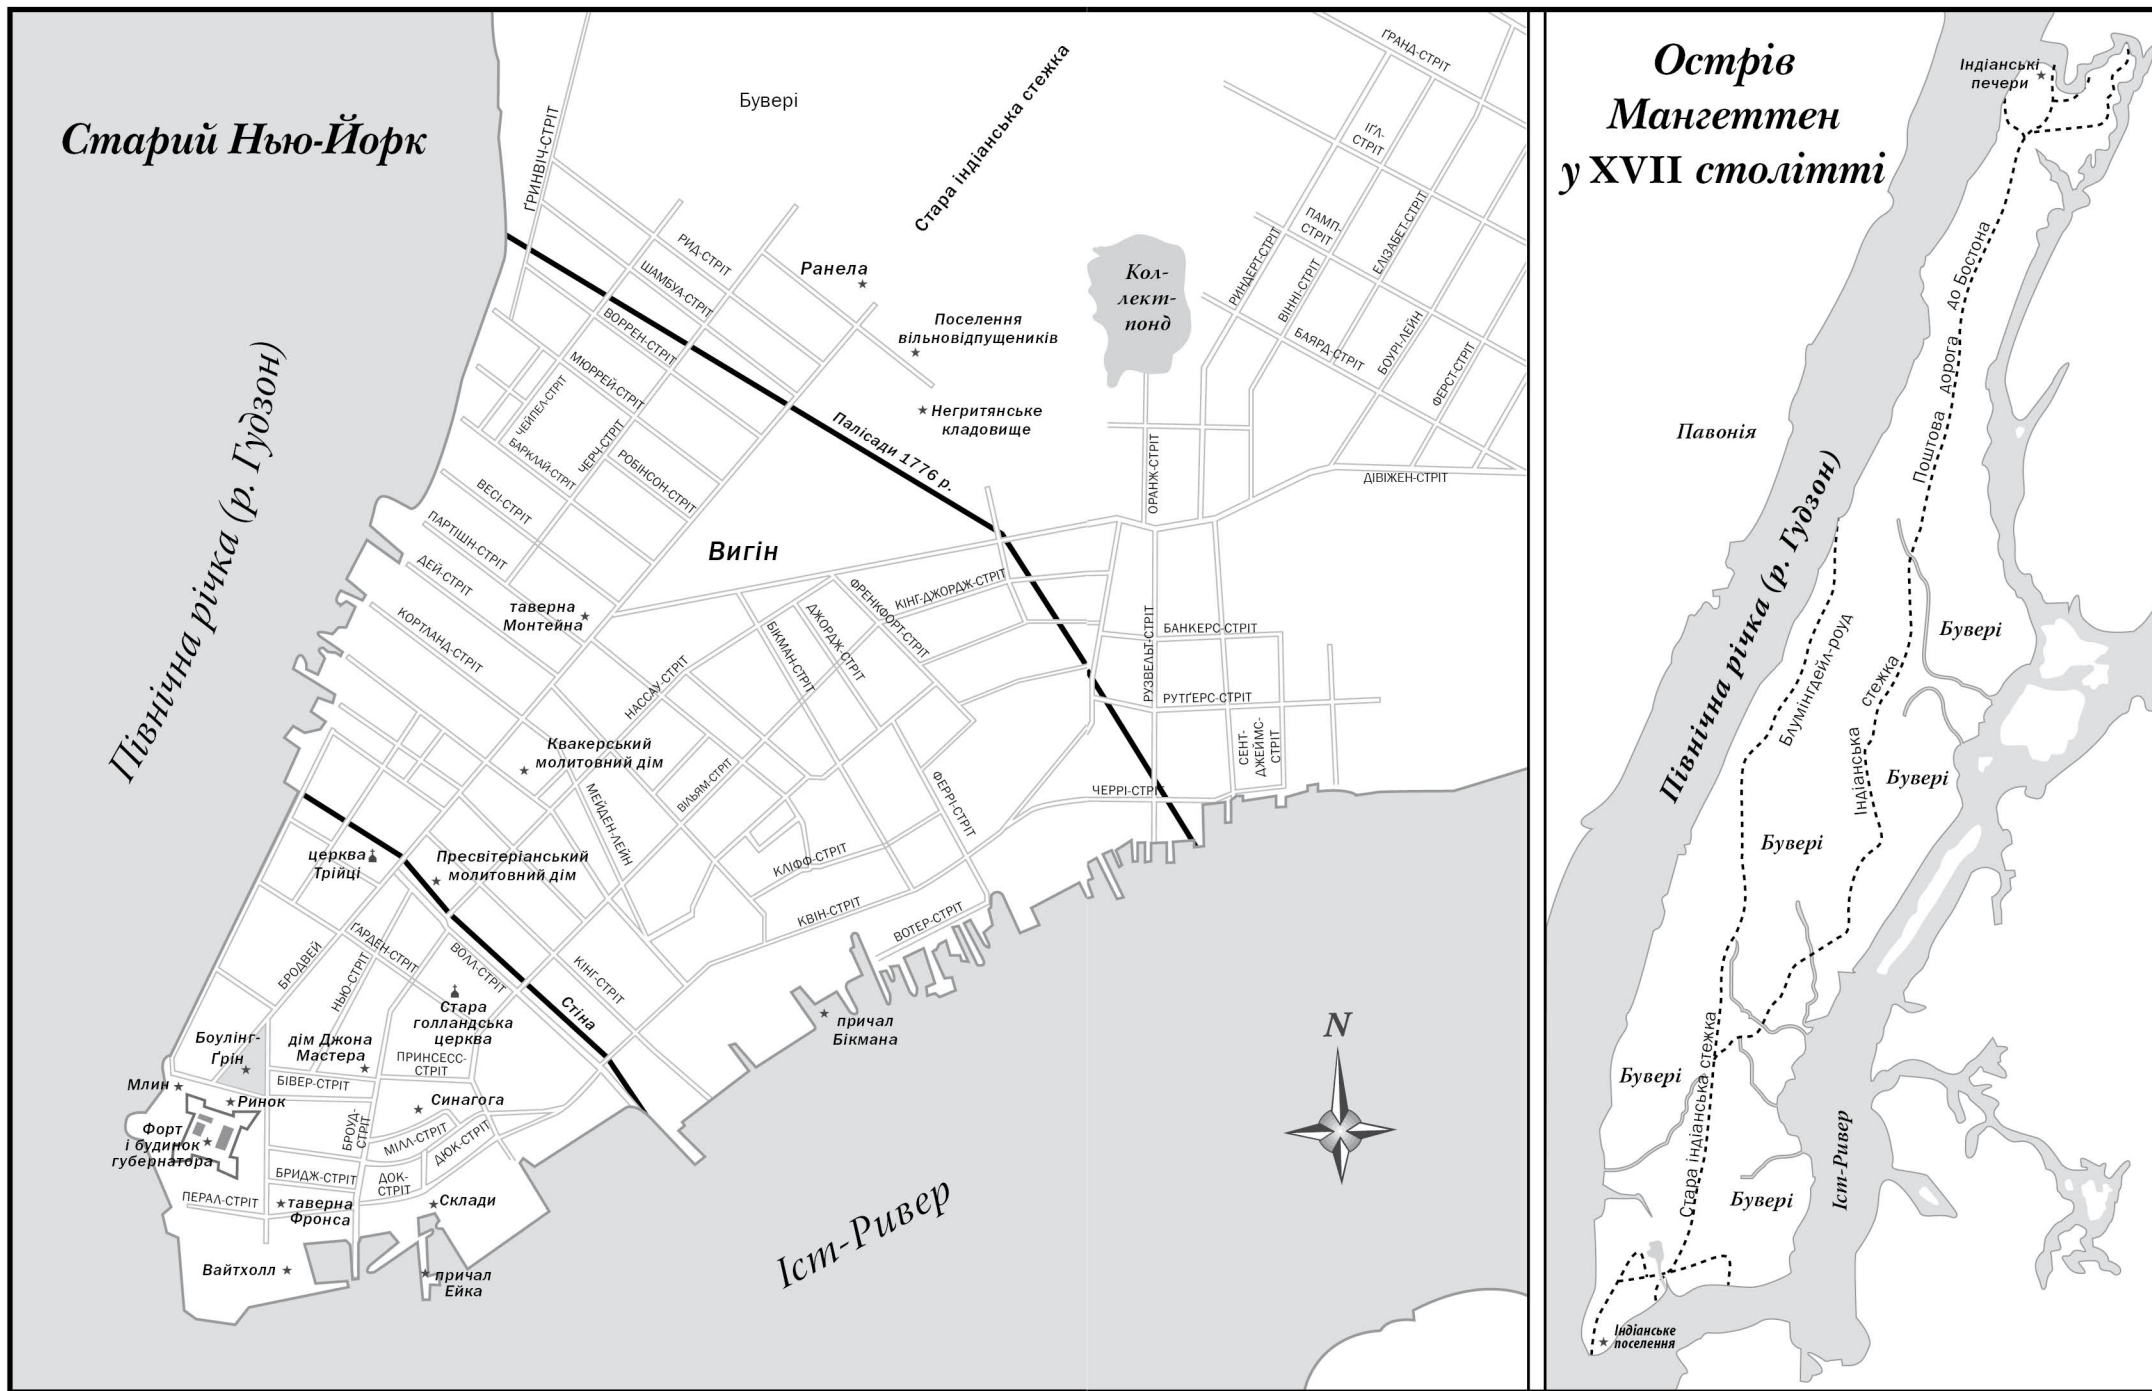 Старий Нью-Йорк
Північна річка (р. Гудзон)
Бувері
Стара індіанська стежка
ҐРИНВІЧ-СТРІТ
РИД-СТРІТ
ШАМБУА-СТРІТ
ВОРРЕН-СТРІТ
МЮРРЕЙ-СТРІТ
ЧЕЙПЕЛ-СТРІТ
ЧЕРЧ-СТРІТ
БАРКЛАЙ-СТРІТ
РОБІНСОН-СТРІТ
ВЕСІ-СТРІТ
ПАРТІШН-СТРІТ
ДЕЙ-СТРІТ
КОРТЛАНД-СТРІТ
Ранела
Поселення
вільновідпущеників
Негритянське
кладовище
Кол-
лект-
понд
Палісади 1776 р.
Вигін
таверна
Монтейна
ҐРАНД-СТРІТ
ІҐЛ-
СТРІТ
ПАМП-
СТРІТ
ЕЛІЗАБЕТ-СТРІТ
РИНДЕРТ-СТРІТ
ВІННІ-СТРІТ
БАЯРД-СТРІТ
БОУРІ-ЛЕЙН
ФЕРСТ-СТРІТ
ДІВІЖЕН-СТРІТ
ОРАНЖ-СТРІТ
КІНГ-ДЖОРДЖ-СТРІТ
ФРЕНКФОРТ-СТРІТ
ДЖОРДЖ-СТРІТ
БІКМАН-СТРІТ
НАССАУ-СТРІТ
РУЗВЕЛЬТ-СТРІТ
БАНКЕРС-СТРІТ
РУТҐЕРС-СТРІТ
СЕНТ-
ДЖЕЙМС-
СТРІТ
ЧЕРРІ-СТРІТ
Квакерський
молитовний дім
ВІЛЬЯМ-СТРІТ
МЕЙДЕН-ЛЕЙН
ФЕРРІ-СТРІТ
КЛІФФ-СТРІТ
КВІН-СТРІТ
ВОТЕР-СТРІТ
церква
Трійці
Пресвітеріанський
молитовний дім
ҐАРДЕН-СТРІТ
БРОДВЕЙ
НЬЮ-СТРІТ
ВОЛЛ-СТРІТ
КІНГ-СТРІТ
Стіна
Стара
голландська
церква
причал
Бікмана
Боулінг-
Ґрін
дім Джона
Мастера
ПРИНСЕСС-
СТРІТ
БІВЕР-СТРІТ
Млин
Ринок
Синагога
Форт
і будинок
губернатора
БРОУД-
СТРІТ
МІЛЛ-СТРІТ
ДЮК-СТРІТ
БРИДЖ-СТРІТ
ДОК-
СТРІТ
ПЕРАЛ-СТРІТ
таверна
Фронса
Склади
Вайтхолл
причал
Ейка
Іст-Ривер
N
Острів
Мангеттен
у XVII столітті
Індіанські
печери
Поштова дорога до Бостона
Павонія
Північна річка (р. Гудзон)
Блумінгдейл-роуд
Індіанська стежка
Бувері
Бувері
Бувері
Бувері
Бувері
Стара індіанська стежка
Іст-Ривер
Індіанське
поселення